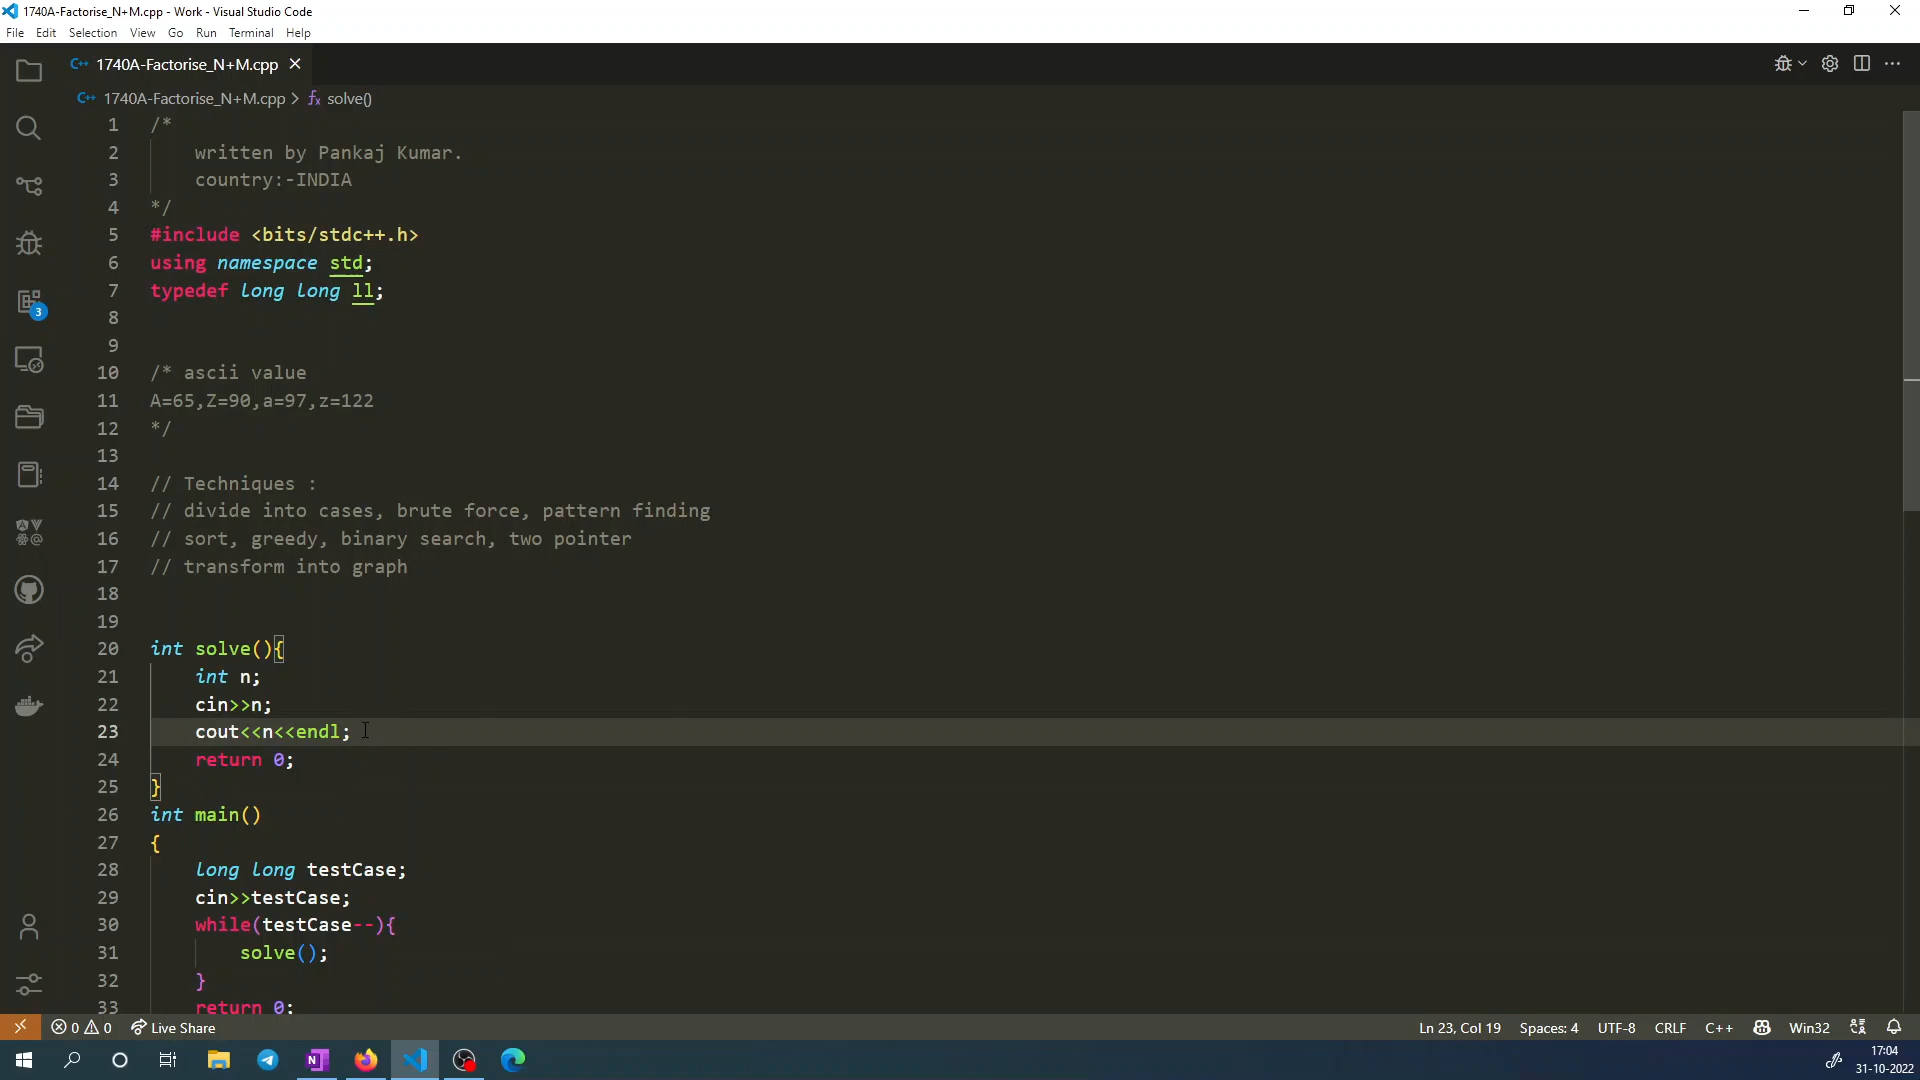 1740A-Factorise_N+M.cpp - Work - Visual Studio Code
File Edit Selection View Go Run Terminal Help
C++ 1740A-Factorise_N+M.cpp
C++ 1740A-Factorise_N+M.cpp > solve()
1 /*
2 written by Pankaj Kumar.
3 country:-INDIA
4 */
5 #include <bits/stdc++.h>
6 using namespace std;
7 typedef long long ll;
8
9
10 /* ascii value
11 A=65,Z=90,a=97,z=122
12 */
13
14 // Techniques :
15 // divide into cases, brute force, pattern finding
16 // sort, greedy, binary search, two pointer
17 // transform into graph
18
19
20 int solve(){
21 int n;
22 cin>>n;
23 cout<<n<<endl;
24 return 0;
25 }
26 int main()
27 {
28 long long testCase;
29 cin>>testCase;
30 while(testCase--){
31 solve();
32 }
33 return 0;
3
0 0 Live Share Ln 23, Col 19 Spaces: 4 UTF-8 CRLF C++ Win32
17:04
31-10-2022